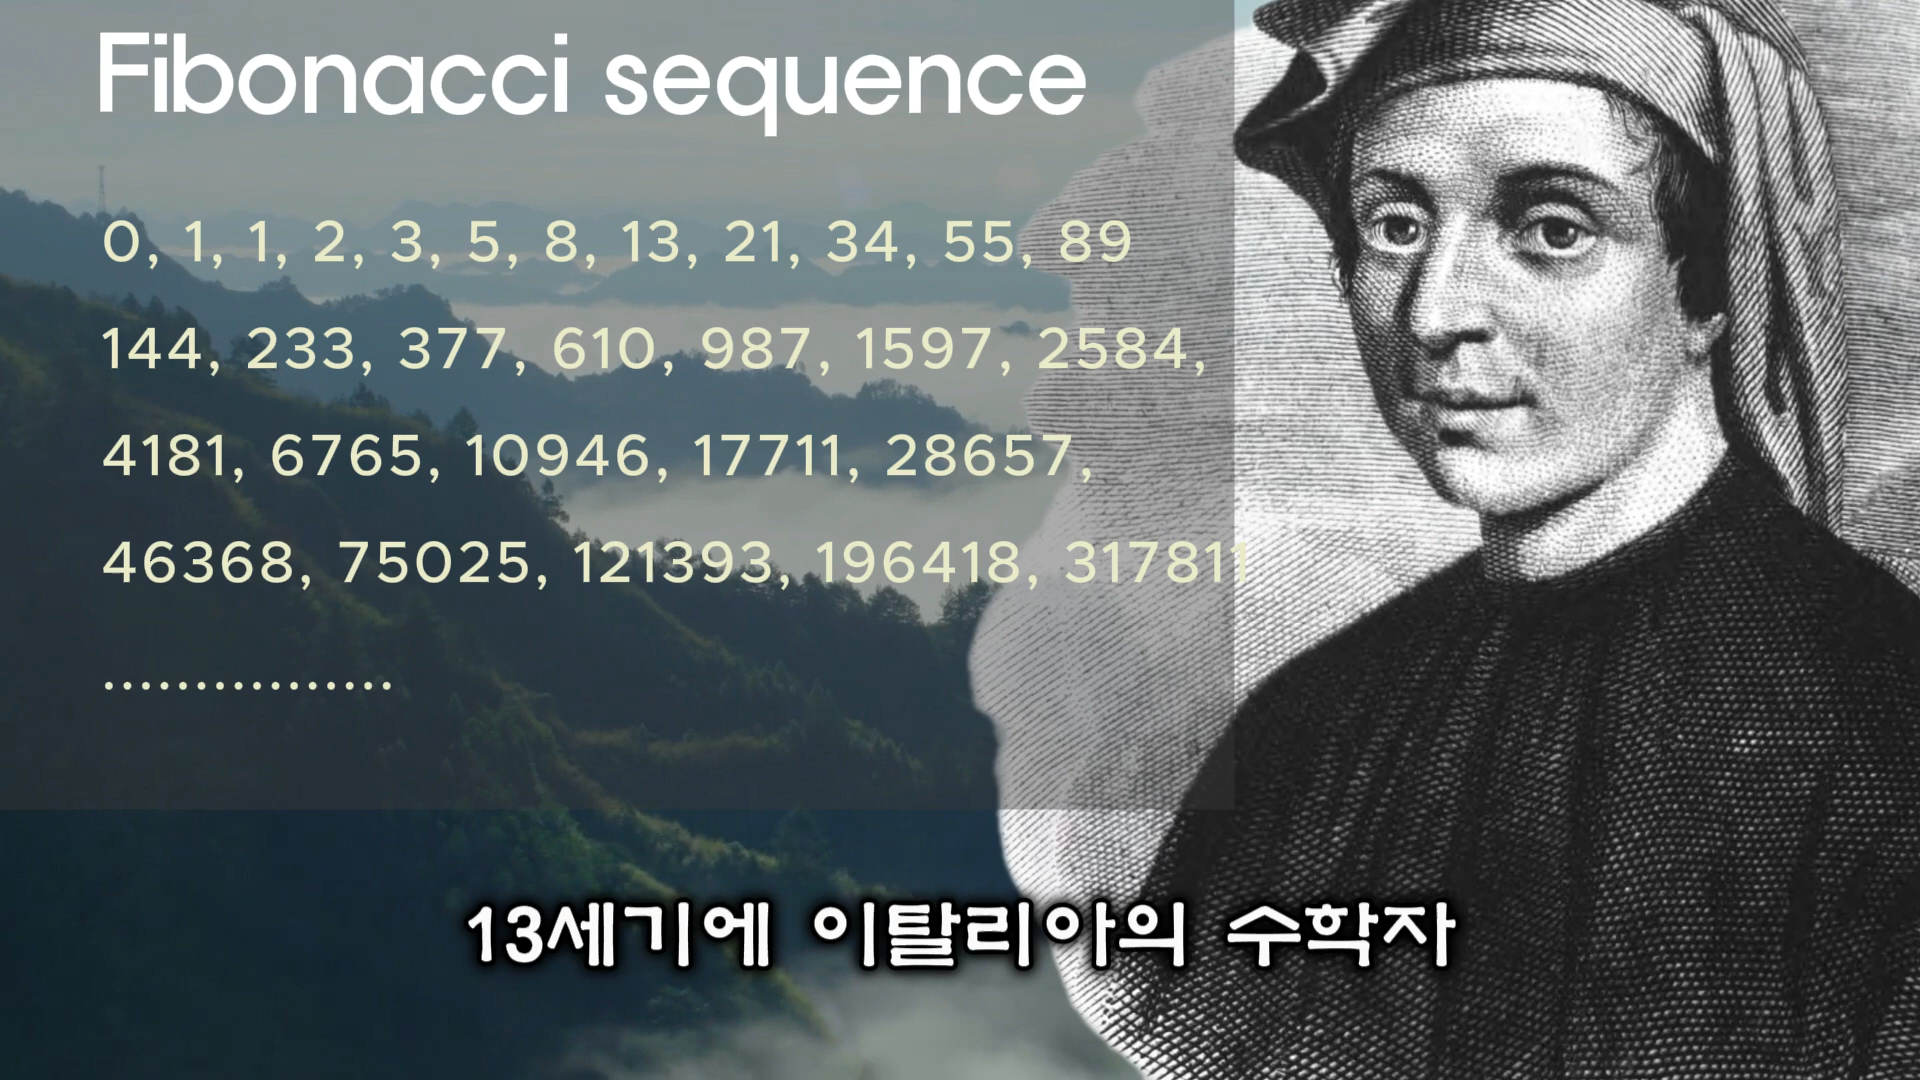 Fibonacci sequence
0, 1, 1, 2, 3, 5, 8, 13, 21, 34, 55, 89
144, 233, 377, 610, 987, 1597, 2584,
4181, 6765, 10946, 17711, 28657,
46368, 75025, 121393, 196418, 317811
................
13세기에 이탈리아의 수학자